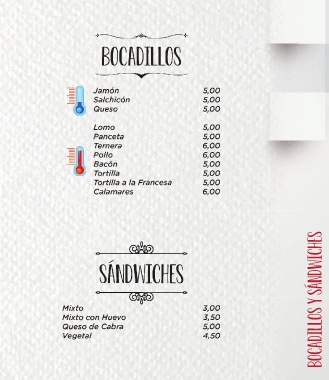 BOCADILLOS
Jamón 5,00
Salchicón 5,00
Queso 5,00
Lomo 5,00
Panceta 5,00
Ternera 6,00
Pollo 6,00
Bacón 5,00
Tortilla 5,00
Tortilla a la Francesa 5,00
Calamares 6,00
SÁNDWICHES
Mixto 3,00
Mixto con Huevo 3,50
Queso de Cabra 5,00
Vegetal 4,50
BOCADILLOS Y SÁNDWICHES